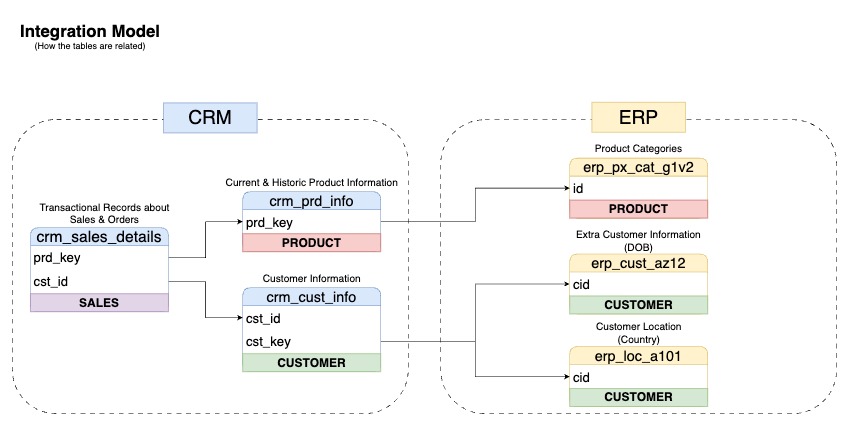 Integration Model
(How the tables are related)
CRM
ERP
Transactional Records about
Sales & Orders
crm_sales_details
prd_key
cst_id
SALES
Current & Historic Product Information
crm_prd_info
prd_key
PRODUCT
Customer Information
crm_cust_info
cst_id
cst_key
CUSTOMER
Product Categories
erp_px_cat_g1v2
id
PRODUCT
Extra Customer Information
(DOB)
erp_cust_az12
cid
CUSTOMER
Customer Location
(Country)
erp_loc_a101
cid
CUSTOMER